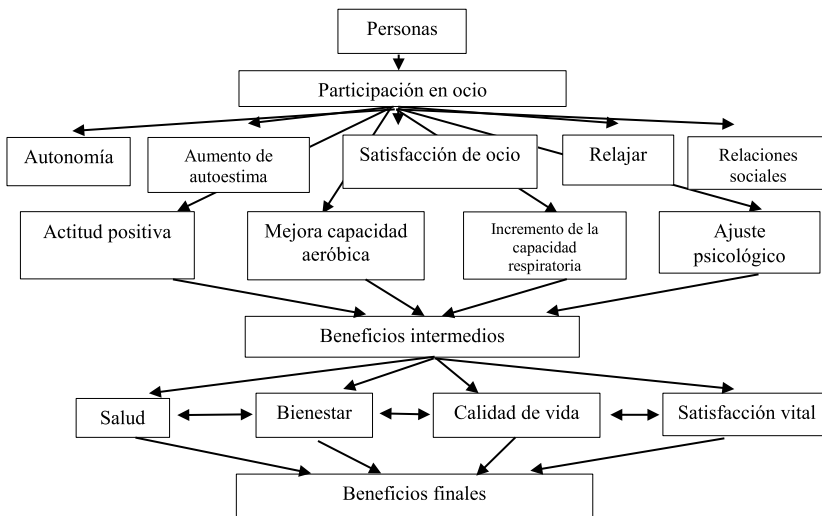 Personas
Participación en ocio
Autonomía
Aumento de
autoestima
Satisfacción de ocio
Relajar
Relaciones
sociales
Actitud positiva
Mejora capacidad
aeróbica
Incremento de la
capacidad
respiratoria
Ajuste
psicológico
Beneficios intermedios
Salud
Bienestar
Calidad de vida
Satisfacción vital
Beneficios finales